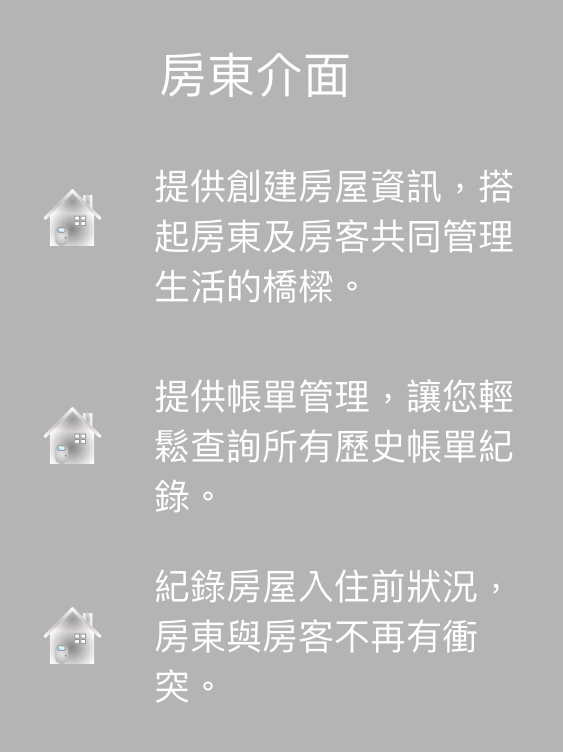 房東介面
提供創建房屋資訊，搭
起房東及房客共同管理
生活的橋樑。
提供帳單管理，讓您輕
鬆查詢所有歷史帳單紀
錄。
紀錄房屋入住前狀況，
房東與房客不再有衝
突。